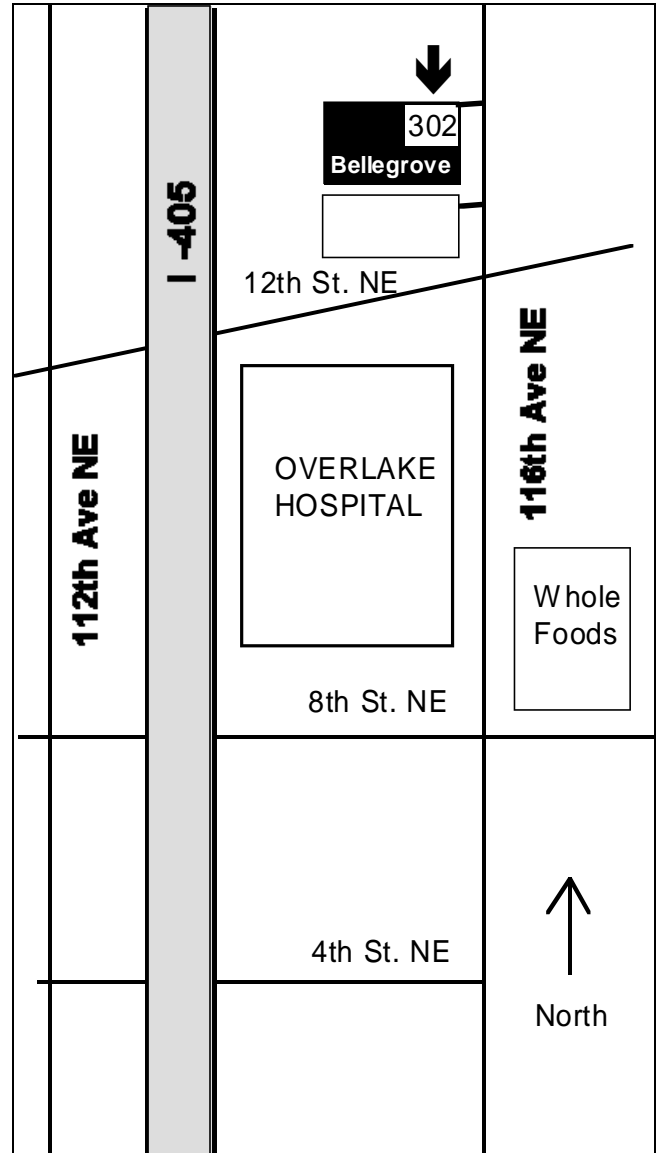 302
Bellegrove
I-405
12th St. NE
116th Ave NE
112th Ave NE
OVERLAKE
HOSPITAL
Whole
Foods
8th St. NE
4th St. NE
North